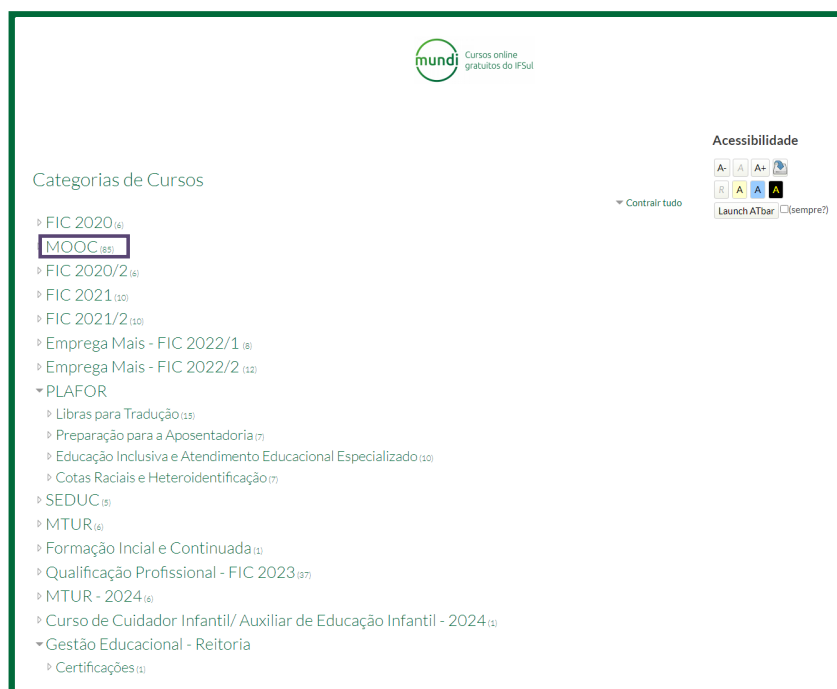 mundi
Cursos online
gratuitos do IFSul
Acessibilidade
A- A A+
R A A A
Launch ATbar (sempre?)
Categorias de Cursos
Contrair tudo
FIC 2020 (6)
MOOC (85)
FIC 2020/2 (6)
FIC 2021 (10)
FIC 2021/2 (10)
Emprega Mais - FIC 2022/1 (8)
Emprega Mais - FIC 2022/2 (12)
PLAFOR
Libras para Tradução (15)
Preparação para a Aposentadoria (7)
Educação Inclusiva e Atendimento Educacional Especializado (10)
Cotas Raciais e Heteroidentificação (7)
SEDUC (5)
MTUR (6)
Formação Incial e Continuada (1)
Qualificação Profissional - FIC 2023 (37)
MTUR - 2024 (6)
Curso de Cuidador Infantil/ Auxiliar de Educação Infantil - 2024 (1)
Gestão Educacional - Reitoria
Certificações (1)